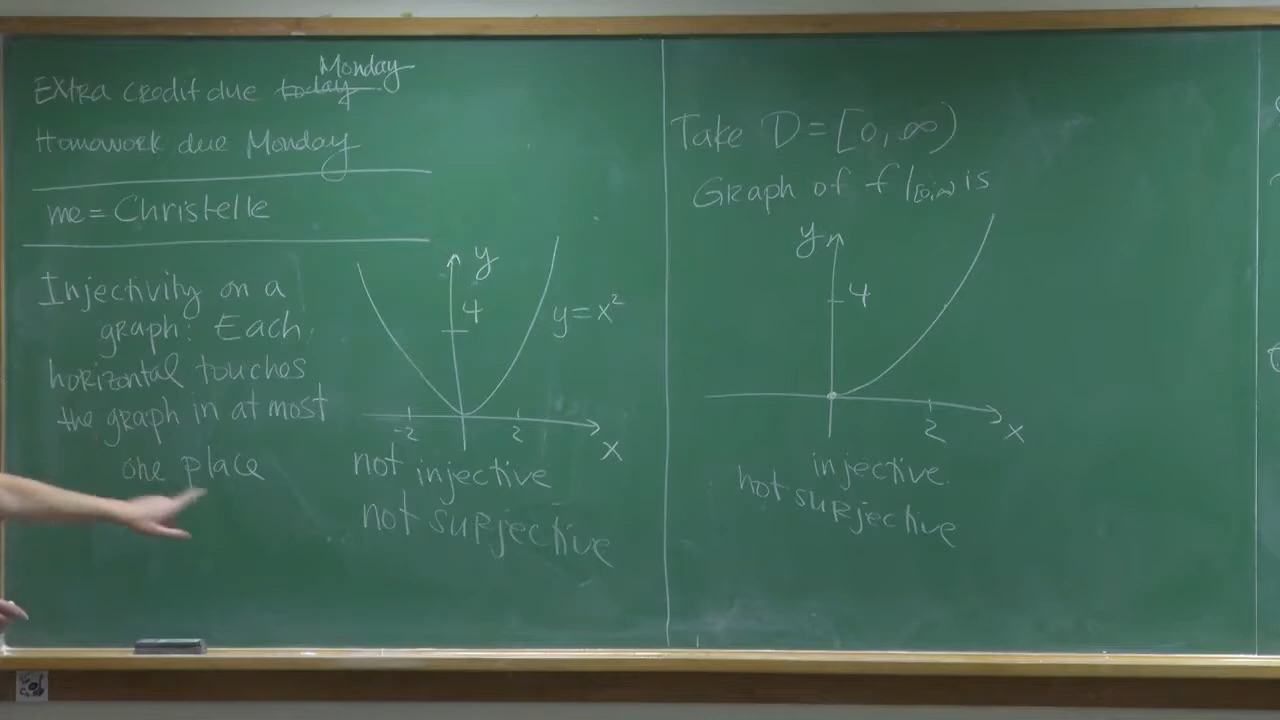 Monday
Extra credit due today
Homework due Monday
me = Christelle
Injectivity on a
graph: Each
horizontal touches
the graph in at most
one place
y
4
y = x²
-2 2
x
not injective
not surjective
Take D = [0, ∞)
Graph of f|[0,∞) is
y
4
2
x
injective
not surjective